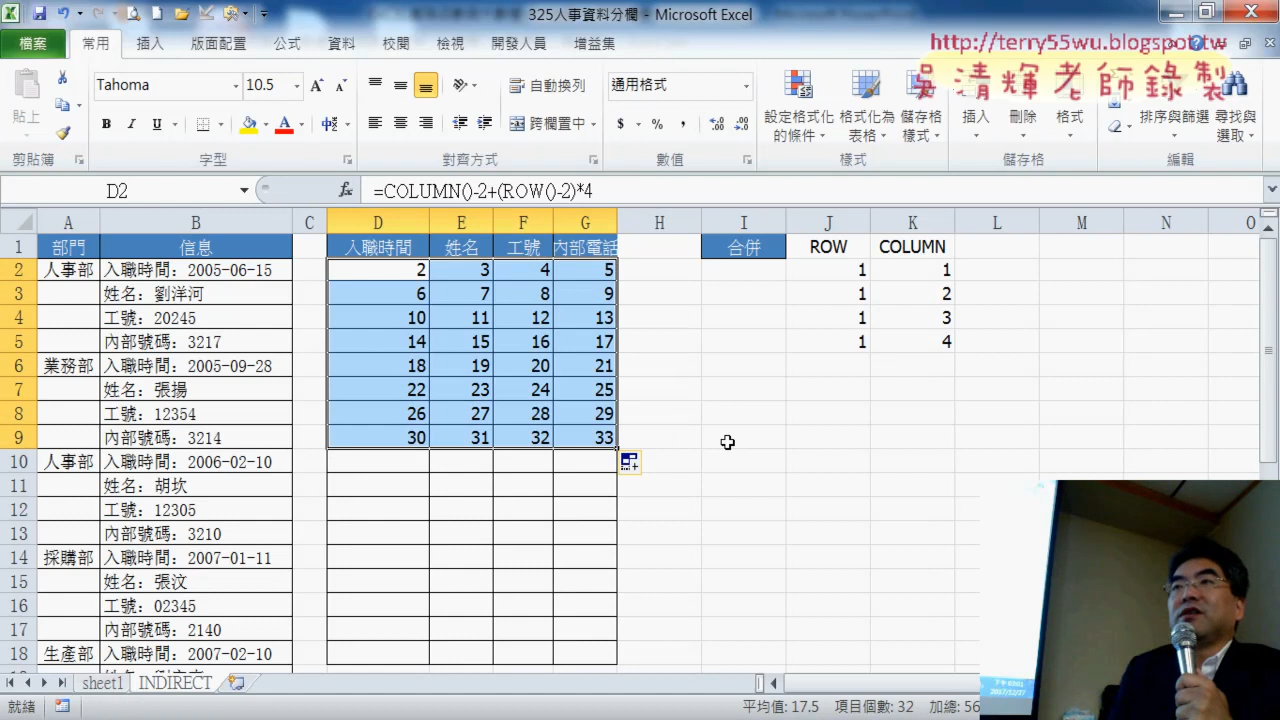 325人事資料分欄 - Microsoft Excel
http://terry55wu.blogspot.tw
吳清輝老師錄製
檔案 常用 插入 版面配置 公式 資料 校閱 檢視 開發人員 增益集
Tahoma 10.5 自動換列 通用格式
貼上 B I U 跨欄置中 $ % , 設定格式化的條件 格式化為表格 儲存格樣式 插入 刪除 格式 排序與篩選 尋找與選取
剪貼簿 字型 對齊方式 數值 樣式 儲存格 編輯
D2 fx =COLUMN()-2+(ROW()-2)*4
A B C D E F G H I J K L M N O
1 部門 信息 入職時間 姓名 工號 內部電話 合併 ROW COLUMN
2 人事部 入職時間: 2005-06-15 2 3 4 5 1 1
3 姓名: 劉洋河 6 7 8 9 1 2
4 工號: 20245 10 11 12 13 1 3
5 內部號碼: 3217 14 15 16 17 1 4
6 業務部 入職時間: 2005-09-28 18 19 20 21
7 姓名: 張揚 22 23 24 25
8 工號: 12354 26 27 28 29
9 內部號碼: 3214 30 31 32 33
10 人事部 入職時間: 2006-02-10
11 姓名: 胡坎
12 工號: 12305
13 內部號碼: 3210
14 採購部 入職時間: 2007-01-11
15 姓名: 張汶
16 工號: 02345
17 內部號碼: 2140
18 生產部 入職時間: 2007-02-10
sheet1 INDIRECT
就緒 平均值: 17.5 項目個數: 32 加總: 56